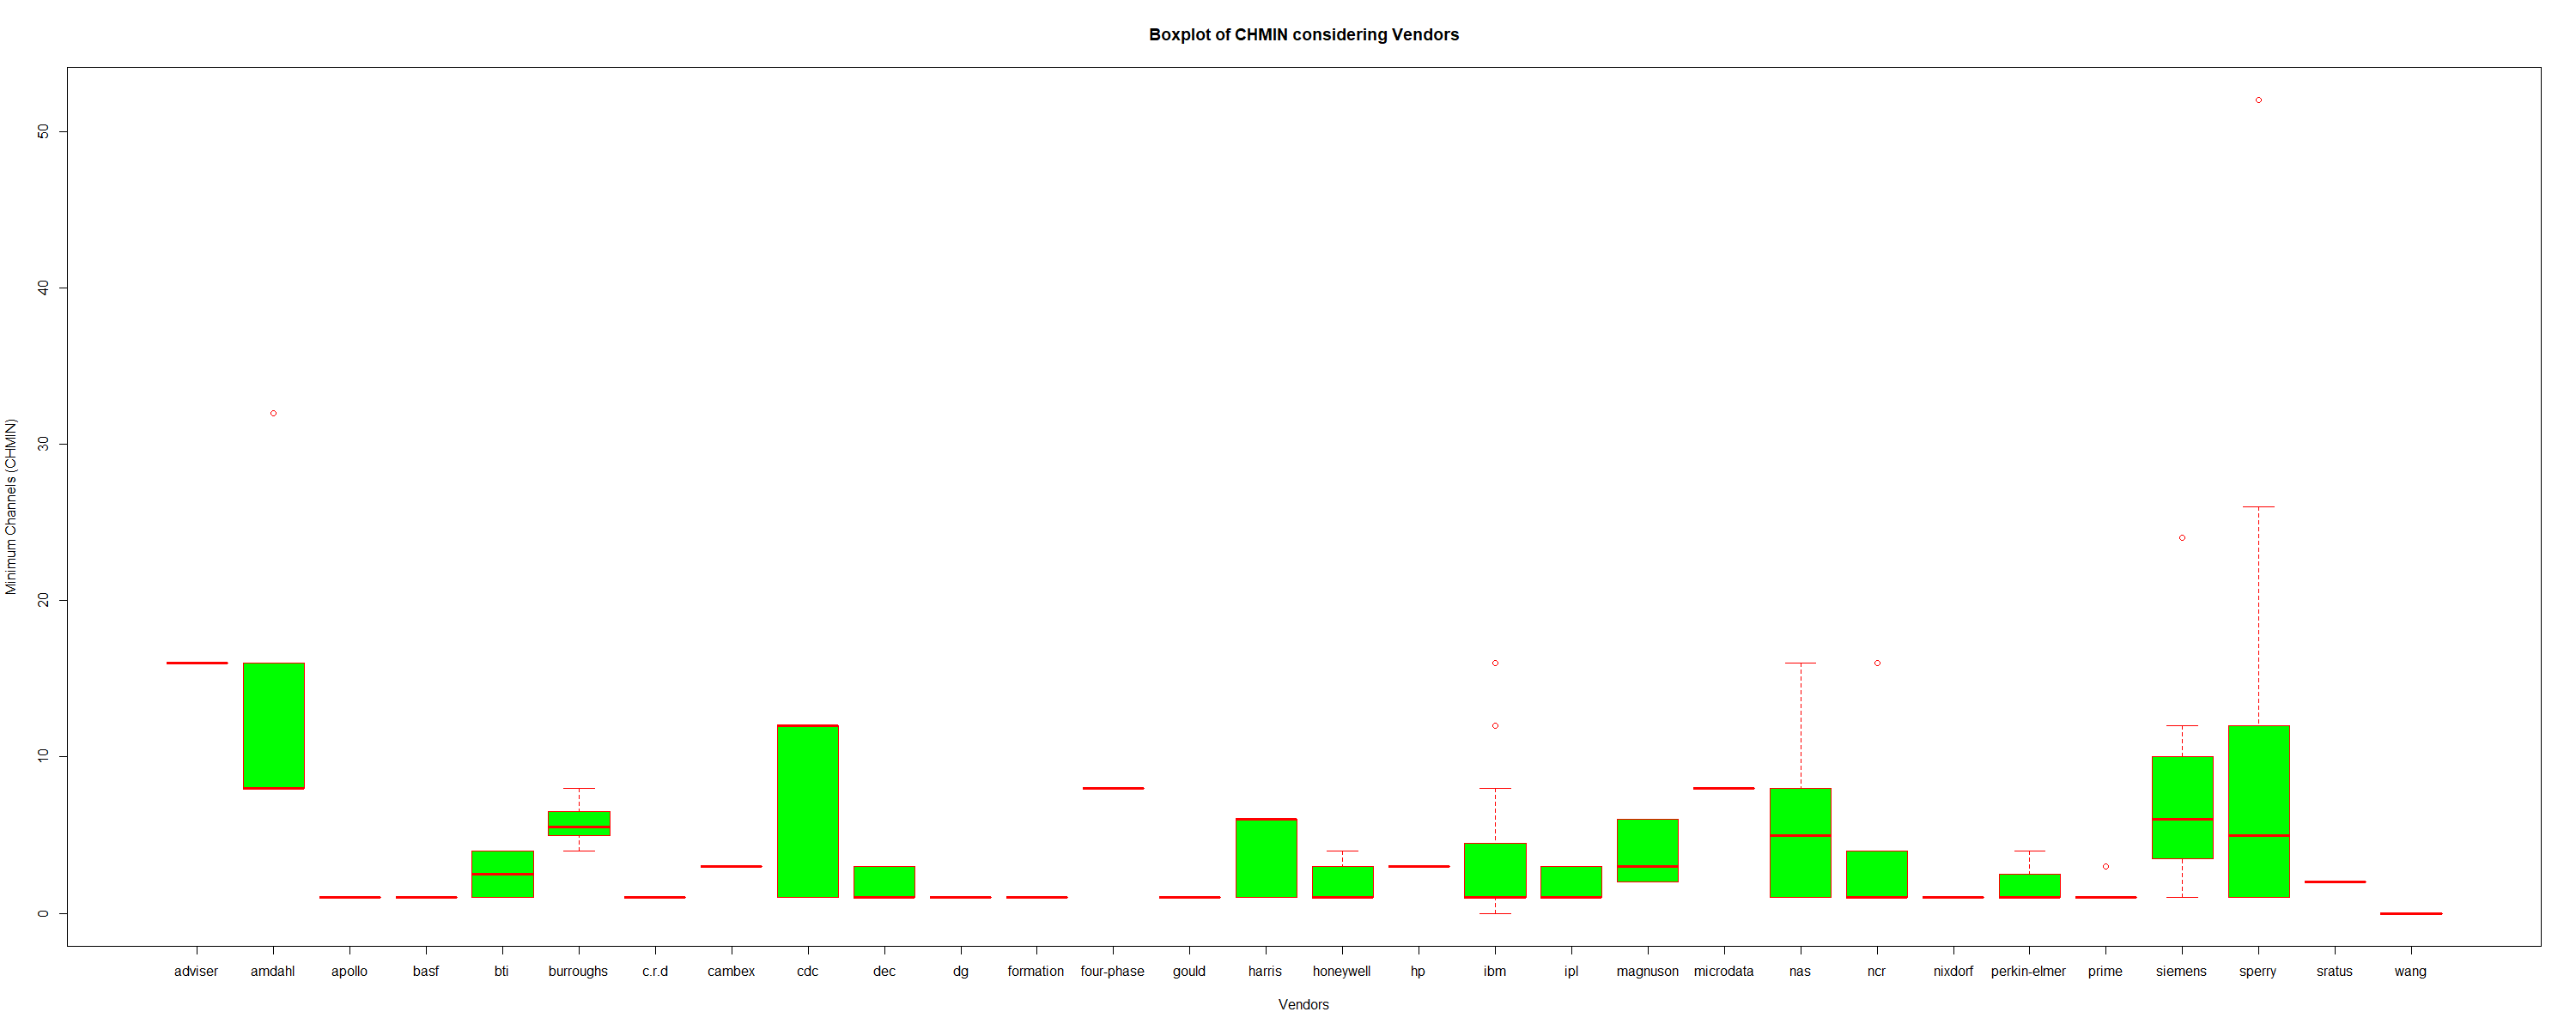 Boxplot of CHMIN considering Vendors
Minimum Channels (CHMIN)
50
40
30
20
10
0
adviser amdahl apollo basf bti burroughs c.r.d cambex cdc dec dg formation four-phase gould harris honeywell hp ibm ipl magnuson microdata nas ncr nixdorf perkin-elmer prime siemens sperry sratus wang
Vendors